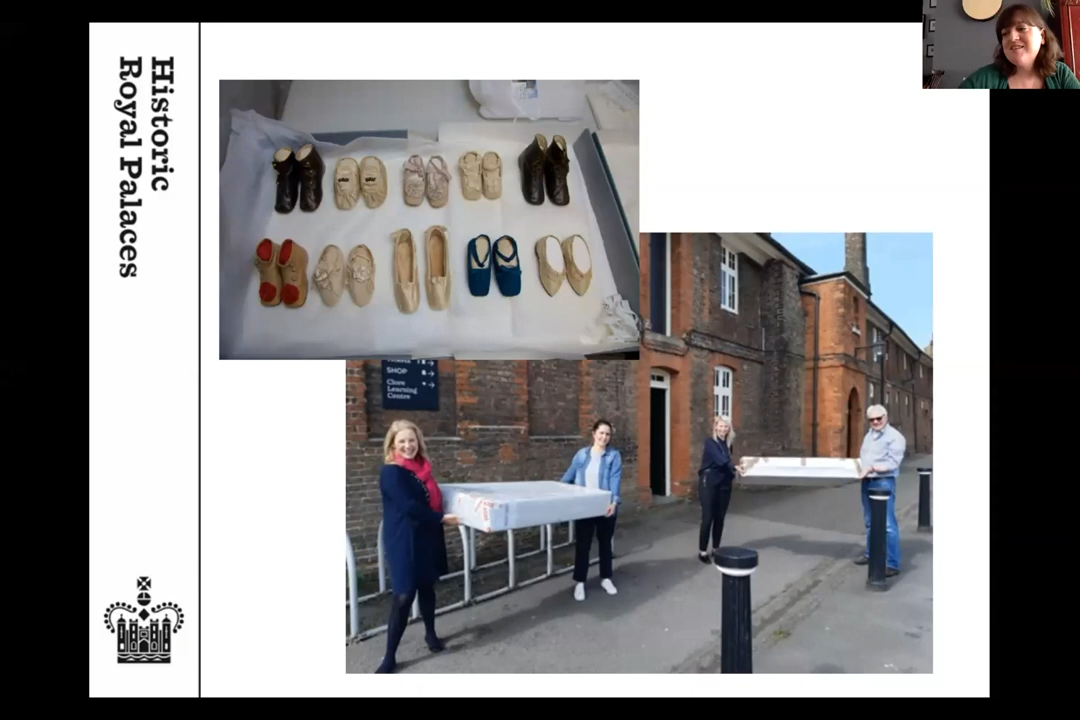 Historic
Royal Palaces
SHOP
Clore
Learning
Centre